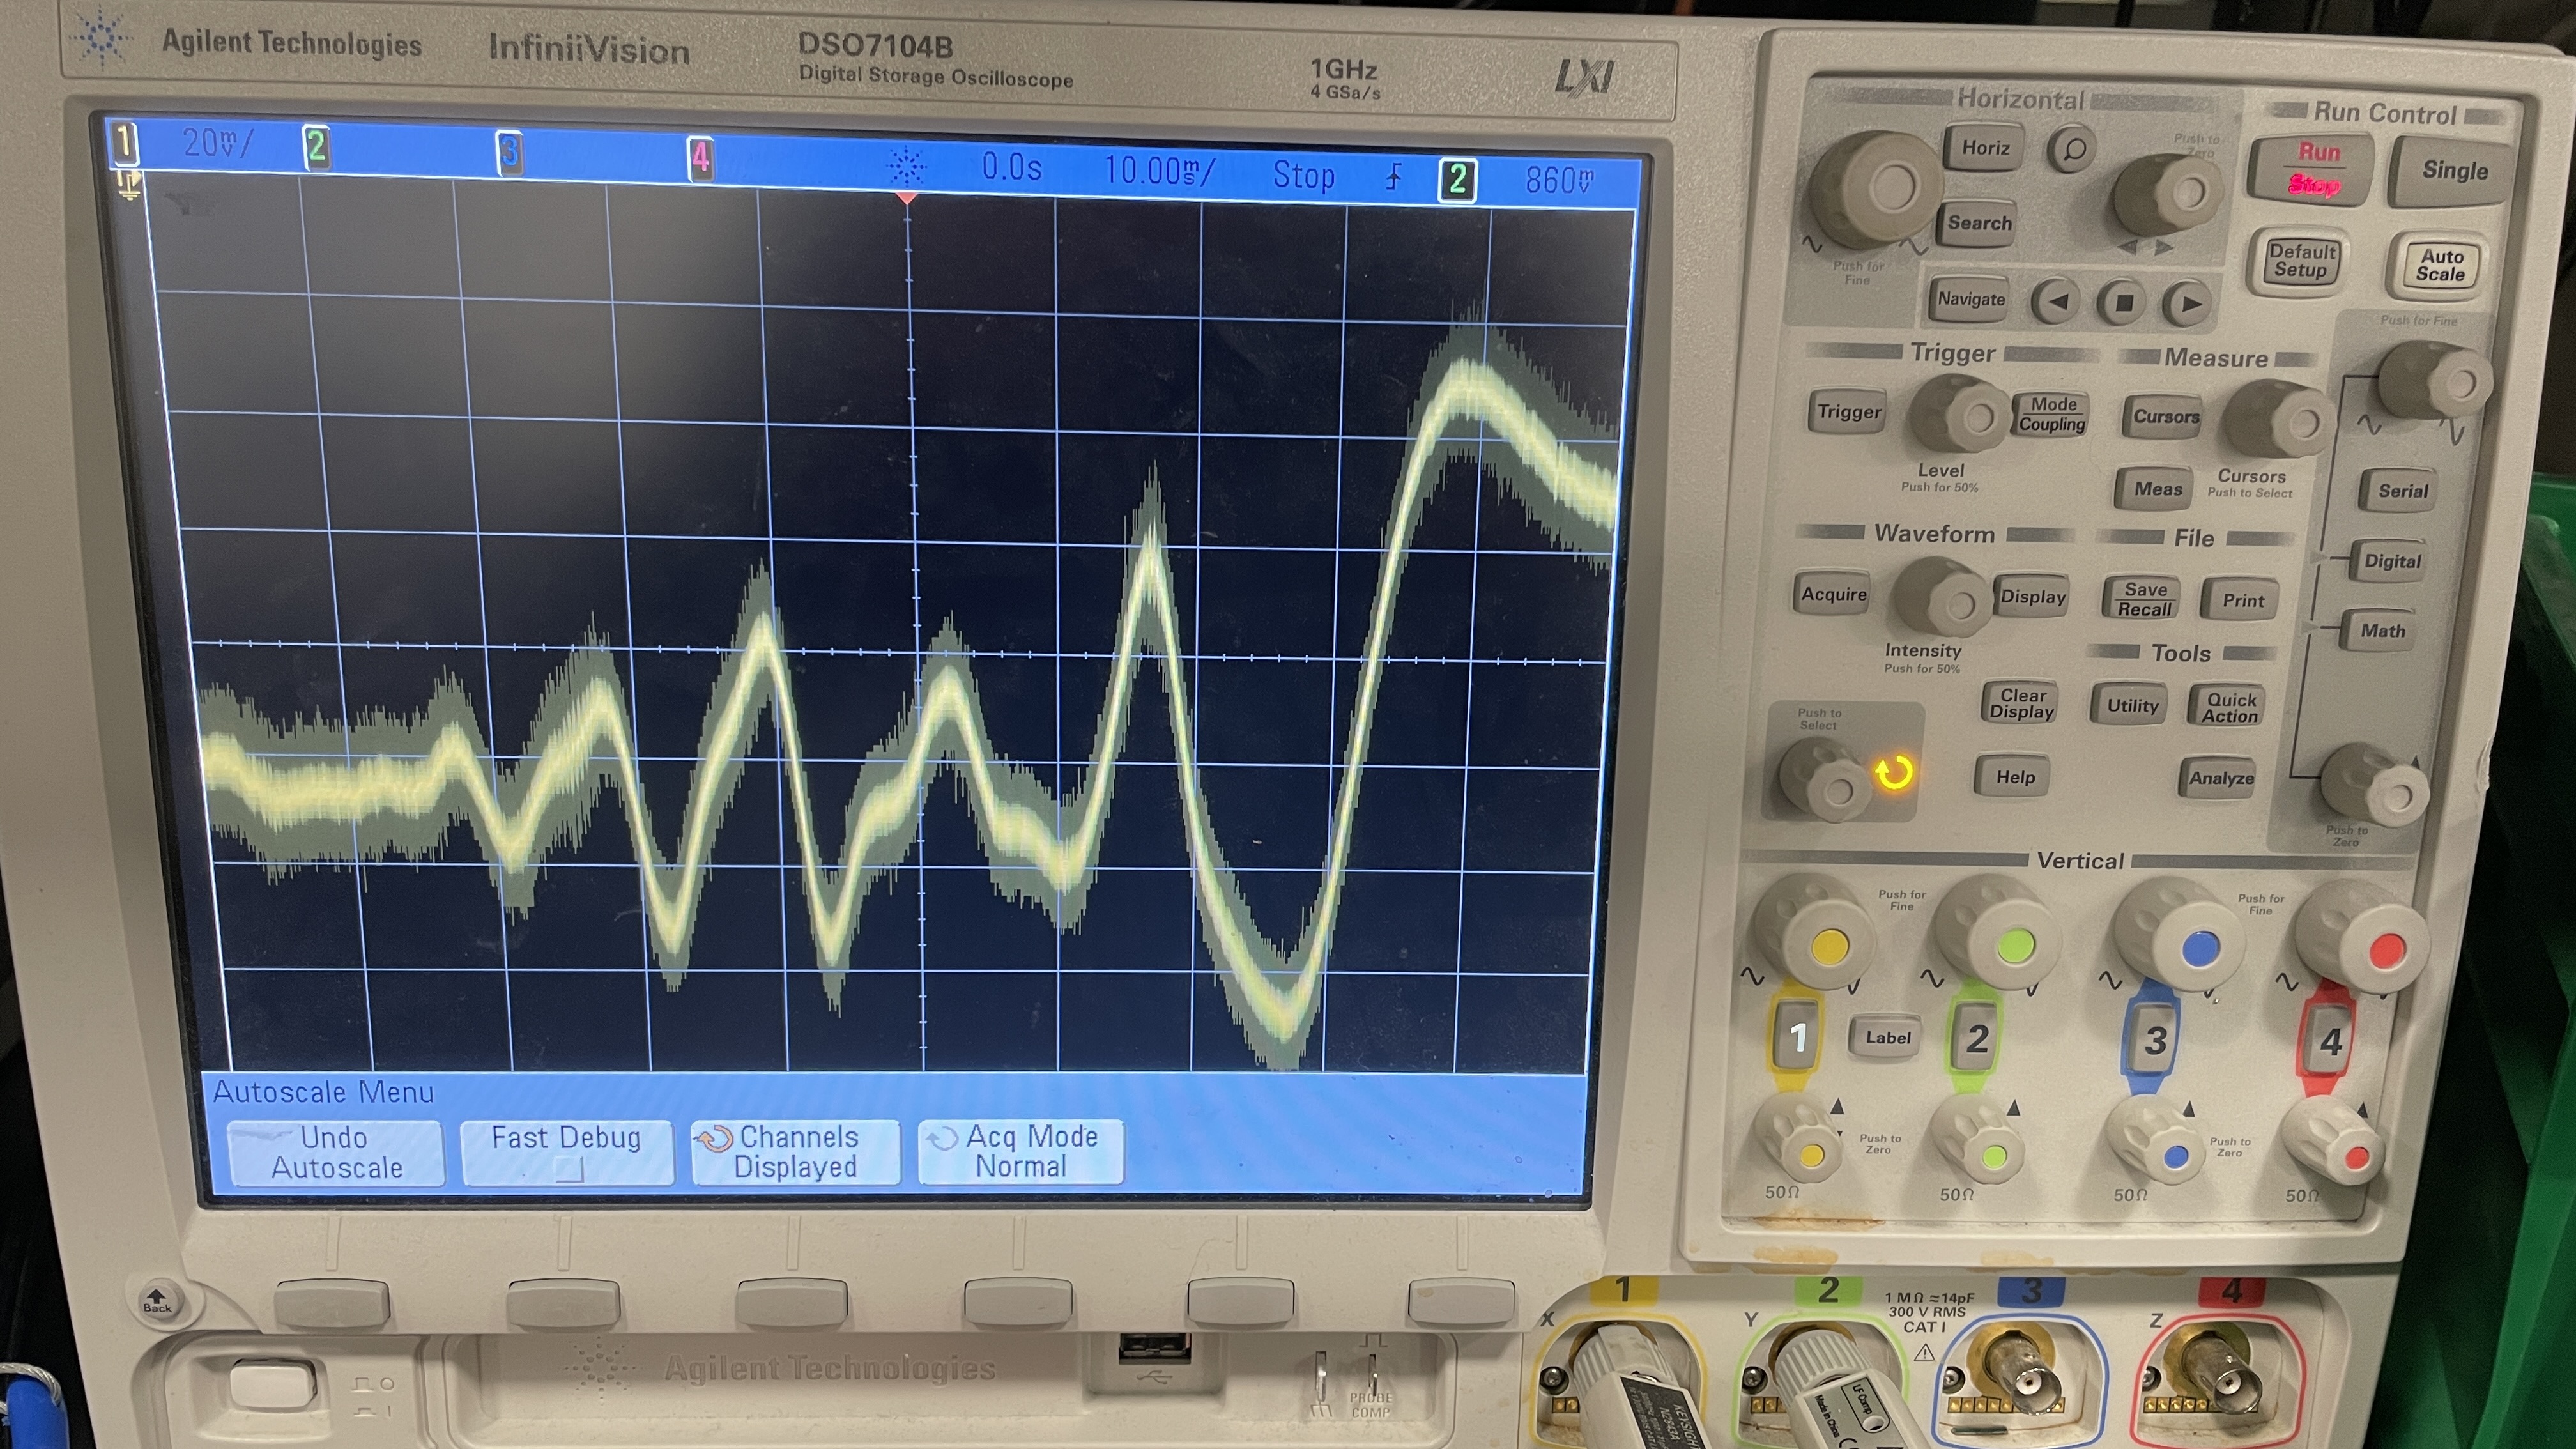 Agilent Technologies InfiniiVision DSO7104B
Digital Storage Oscilloscope
1GHz
4 GSa/s
LXI
1 20mV/ 2 3 4 0.0s 10.00ms/ Stop 2 860mV
Autoscale Menu
Undo
Autoscale
Fast Debug
Channels
Displayed
Acq Mode
Normal
Back
Agilent Technologies
PROBE
COMP
Horizontal
Horiz
Push to
Zero
Search
Push for
Fine
Navigate
Run Control
Run
Stop
Single
Default
Setup
Auto
Scale
Push for Fine
Trigger
Trigger
Mode
Coupling
Level
Push for 50%
Measure
Cursors
Meas
Cursors
Push to Select
Waveform
Acquire
Display
Intensity
Push for 50%
File
Save
Recall
Print
Serial
Digital
Math
Tools
Clear
Display
Utility
Quick
Action
Push to
Select
Help
Analyze
Push to
Zero
Vertical
Push for
Fine
Push for
Fine
1
Label
2
3
4
Push to
Zero
Push to
Zero
50Ω
50Ω
50Ω
50Ω
1
2
3
4
X
Y
1 MΩ ≈14pF
300 V RMS
CAT I
Z
KEYSIGHT
N2843A
LF Comp
Made in China